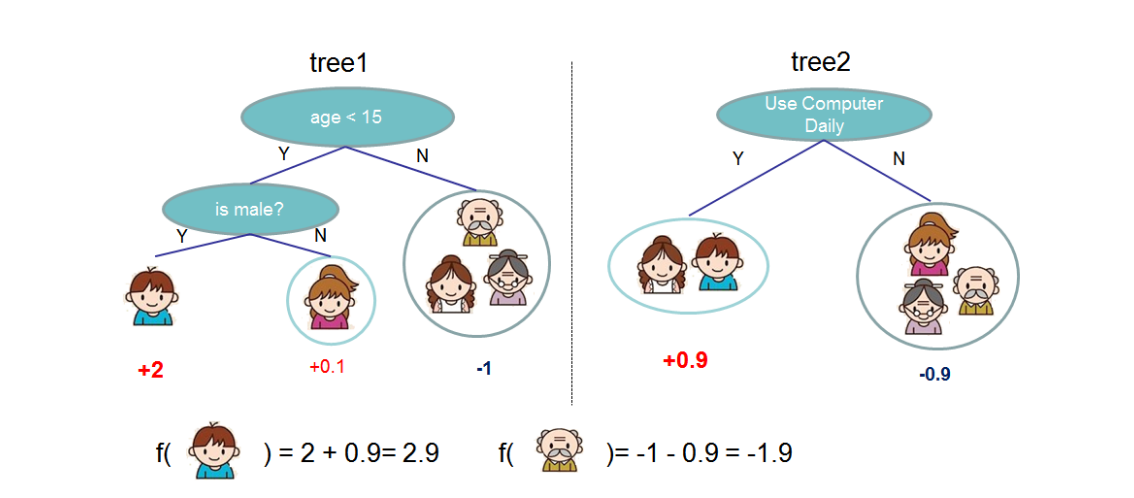 tree1
age < 15
Y
N
is male?
Y
N
+2
+0.1
-1
tree2
Use Computer
Daily
Y
N
+0.9
-0.9
f( ) = 2 + 0.9= 2.9
f( )= -1 - 0.9 = -1.9